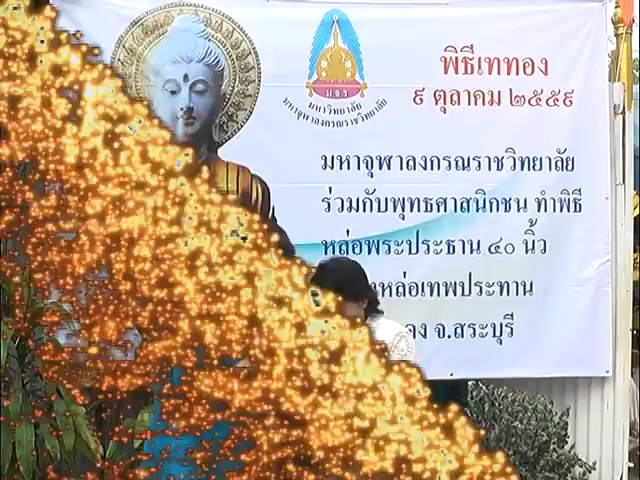 พิธีเททอง
๙ ตุลาคม ๒๕๕๙
ม จ ร
มหาวิทยาลัย
มหาจุฬาลงกรณราชวิทยาลัย
มหาจุฬาลงกรณราชวิทยาลัย
ร่วมกับพุทธศาสนิกชน ทำพิธี
หล่อพระประธาน ๔๐ นิ้ว
หล่อเทพประทาน
จ.สระบุรี